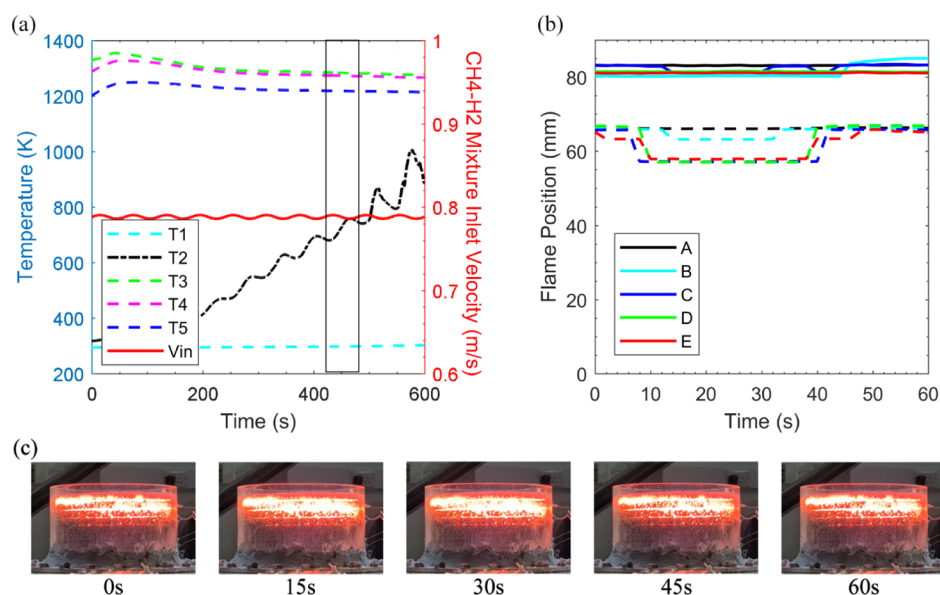 (a)
1400
1200
1000
800
600
400
200
Temperature (K)
T1
T2
T3
T4
T5
Vin
0
200
400
600
Time (s)
1
0.9
0.8
0.7
0.6
CH4-H2 Mixture Inlet Velocity (m/s)
(b)
80
60
40
20
0
Flame Position (mm)
A
B
C
D
E
0
10
20
30
40
50
60
Time (s)
(c)
0s
15s
30s
45s
60s